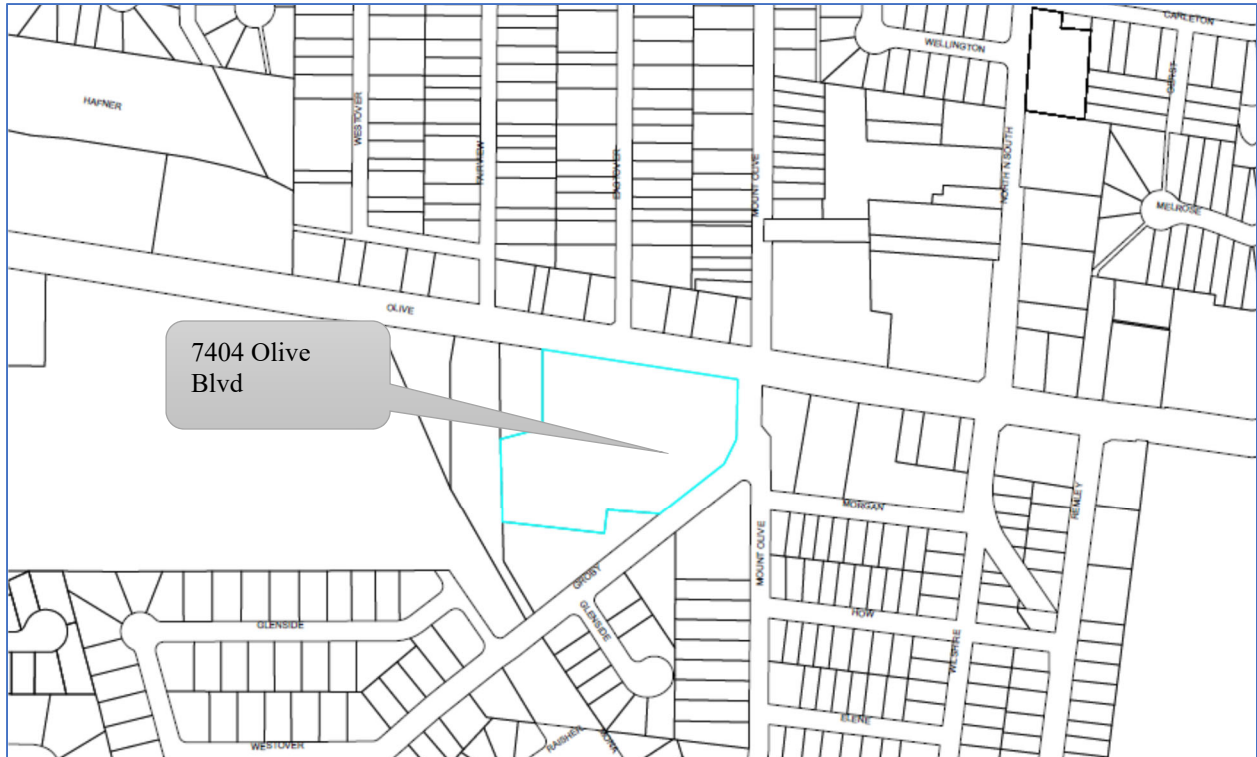 CARLETON
WELLINGTON
GERST
HAFNER
WESTOVER
FAIRVIEW
EASTOVER
MOUNT OLIVE
NORTH N SOUTH
MELROSE
OLIVE
7404 Olive
Blvd
MORGAN
REMLEY
MOUNT OLIVE
GROBY
GLENSIDE
HOW
GLENSIDE
WILSHIRE
ELENE
WESTOVER
RAISHER